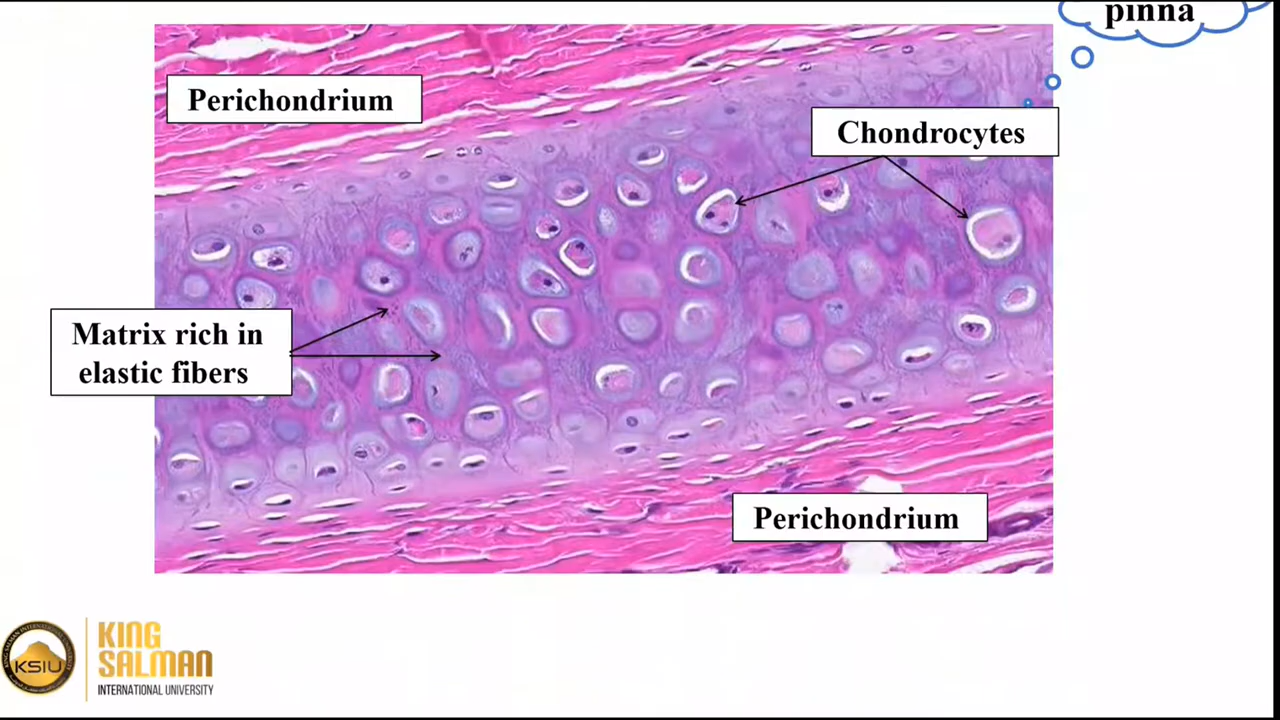 pinna
Perichondrium
Chondrocytes
Matrix rich in
elastic fibers
Perichondrium
KSIU
KING
SALMAN
INTERNATIONAL UNIVERSITY